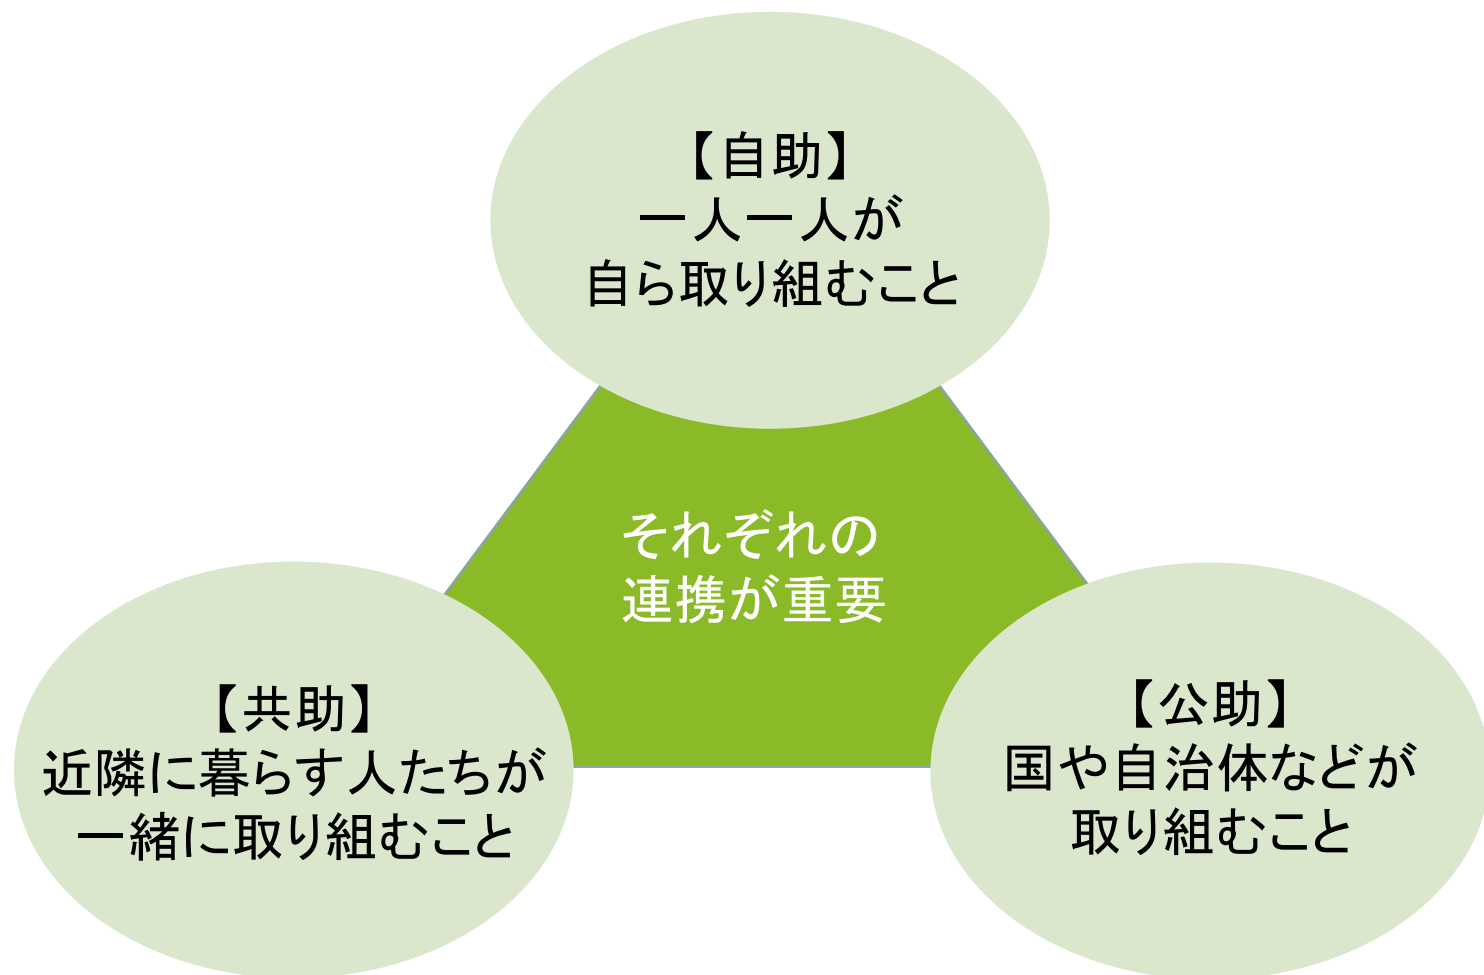 【自助】
一人一人が
自ら取り組むこと
それぞれの
連携が重要
【共助】
近隣に暮らす人たちが
一緒に取り組むこと
【公助】
国や自治体などが
取り組むこと